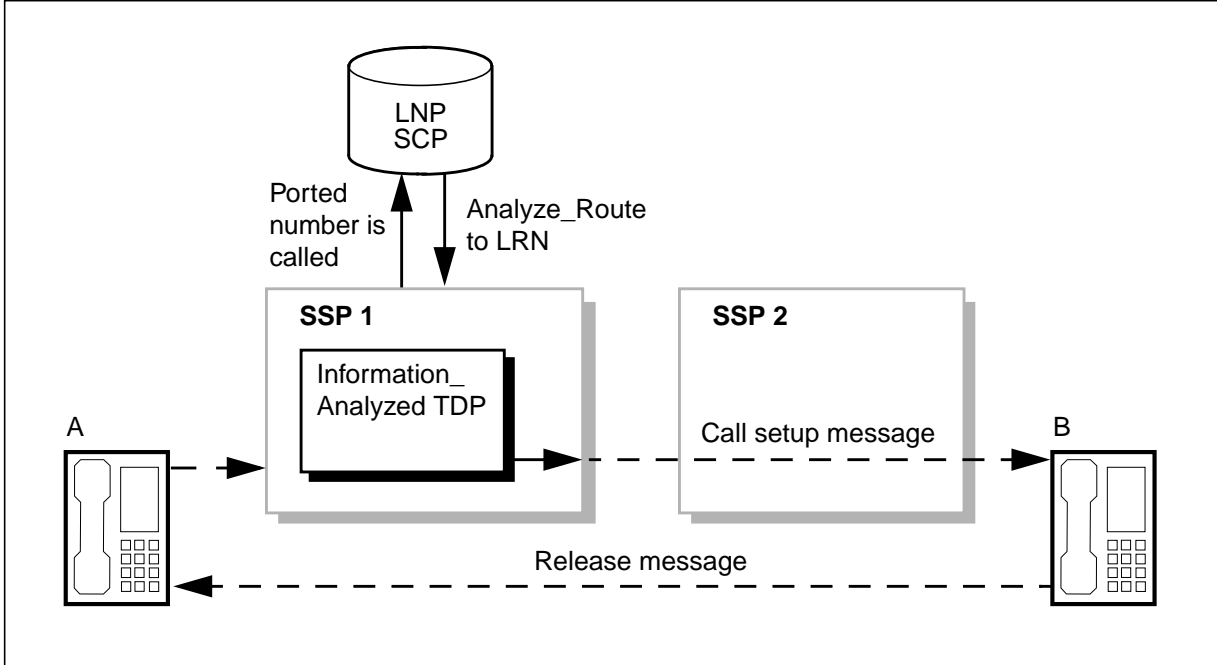 LNP
SCP
Ported
number is
called
Analyze_Route
to LRN
SSP 1
SSP 2
Information_
Analyzed TDP
A
Call setup message
B
Release message